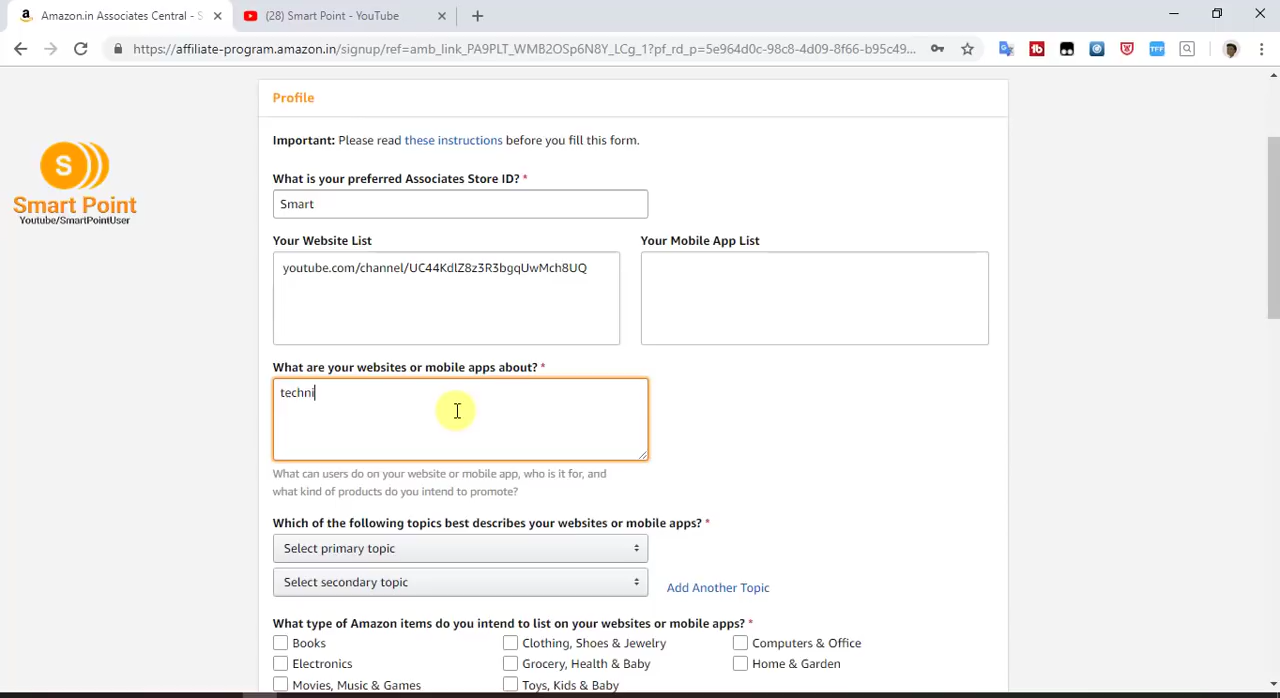 Amazon.in Associates Central - S
(28) Smart Point - YouTube
https://affiliate-program.amazon.in/signup/ref=amb_link_PA9PLT_WMB2OSp6N8Y_LCg_1?pf_rd_p=5e964d0c-98c8-4d09-8f66-b95c49...
Profile
Important: Please read these instructions before you fill this form.
S
Smart Point
Youtube/SmartPointUser
What is your preferred Associates Store ID? *
Smart
Your Website List
Your Mobile App List
youtube.com/channel/UC44KdlZ8z3R3bgqUwMch8UQ
What are your websites or mobile apps about? *
techni
What can users do on your website or mobile app, who is it for, and
what kind of products do you intend to promote?
Which of the following topics best describes your websites or mobile apps? *
Select primary topic
Select secondary topic
Add Another Topic
What type of Amazon items do you intend to list on your websites or mobile apps? *
Books
Clothing, Shoes & Jewelry
Computers & Office
Electronics
Grocery, Health & Baby
Home & Garden
Movies, Music & Games
Toys, Kids & Baby